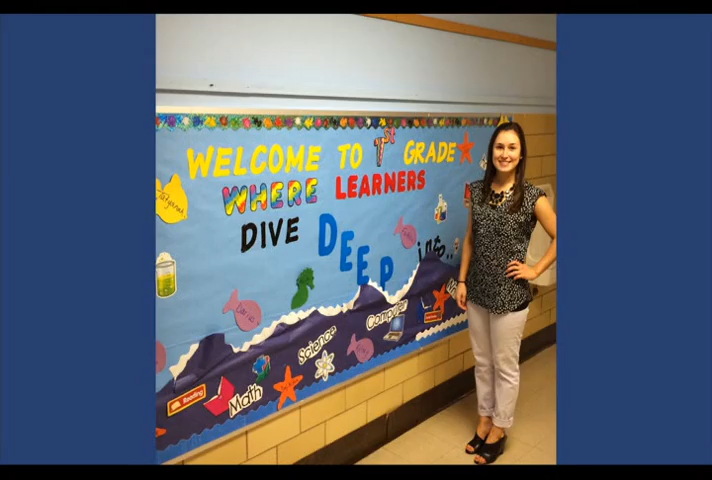 WELCOME TO 1st GRADE
WHERE LEARNERS
DIVE DEEP into..
Computer
Science
Reading
Math